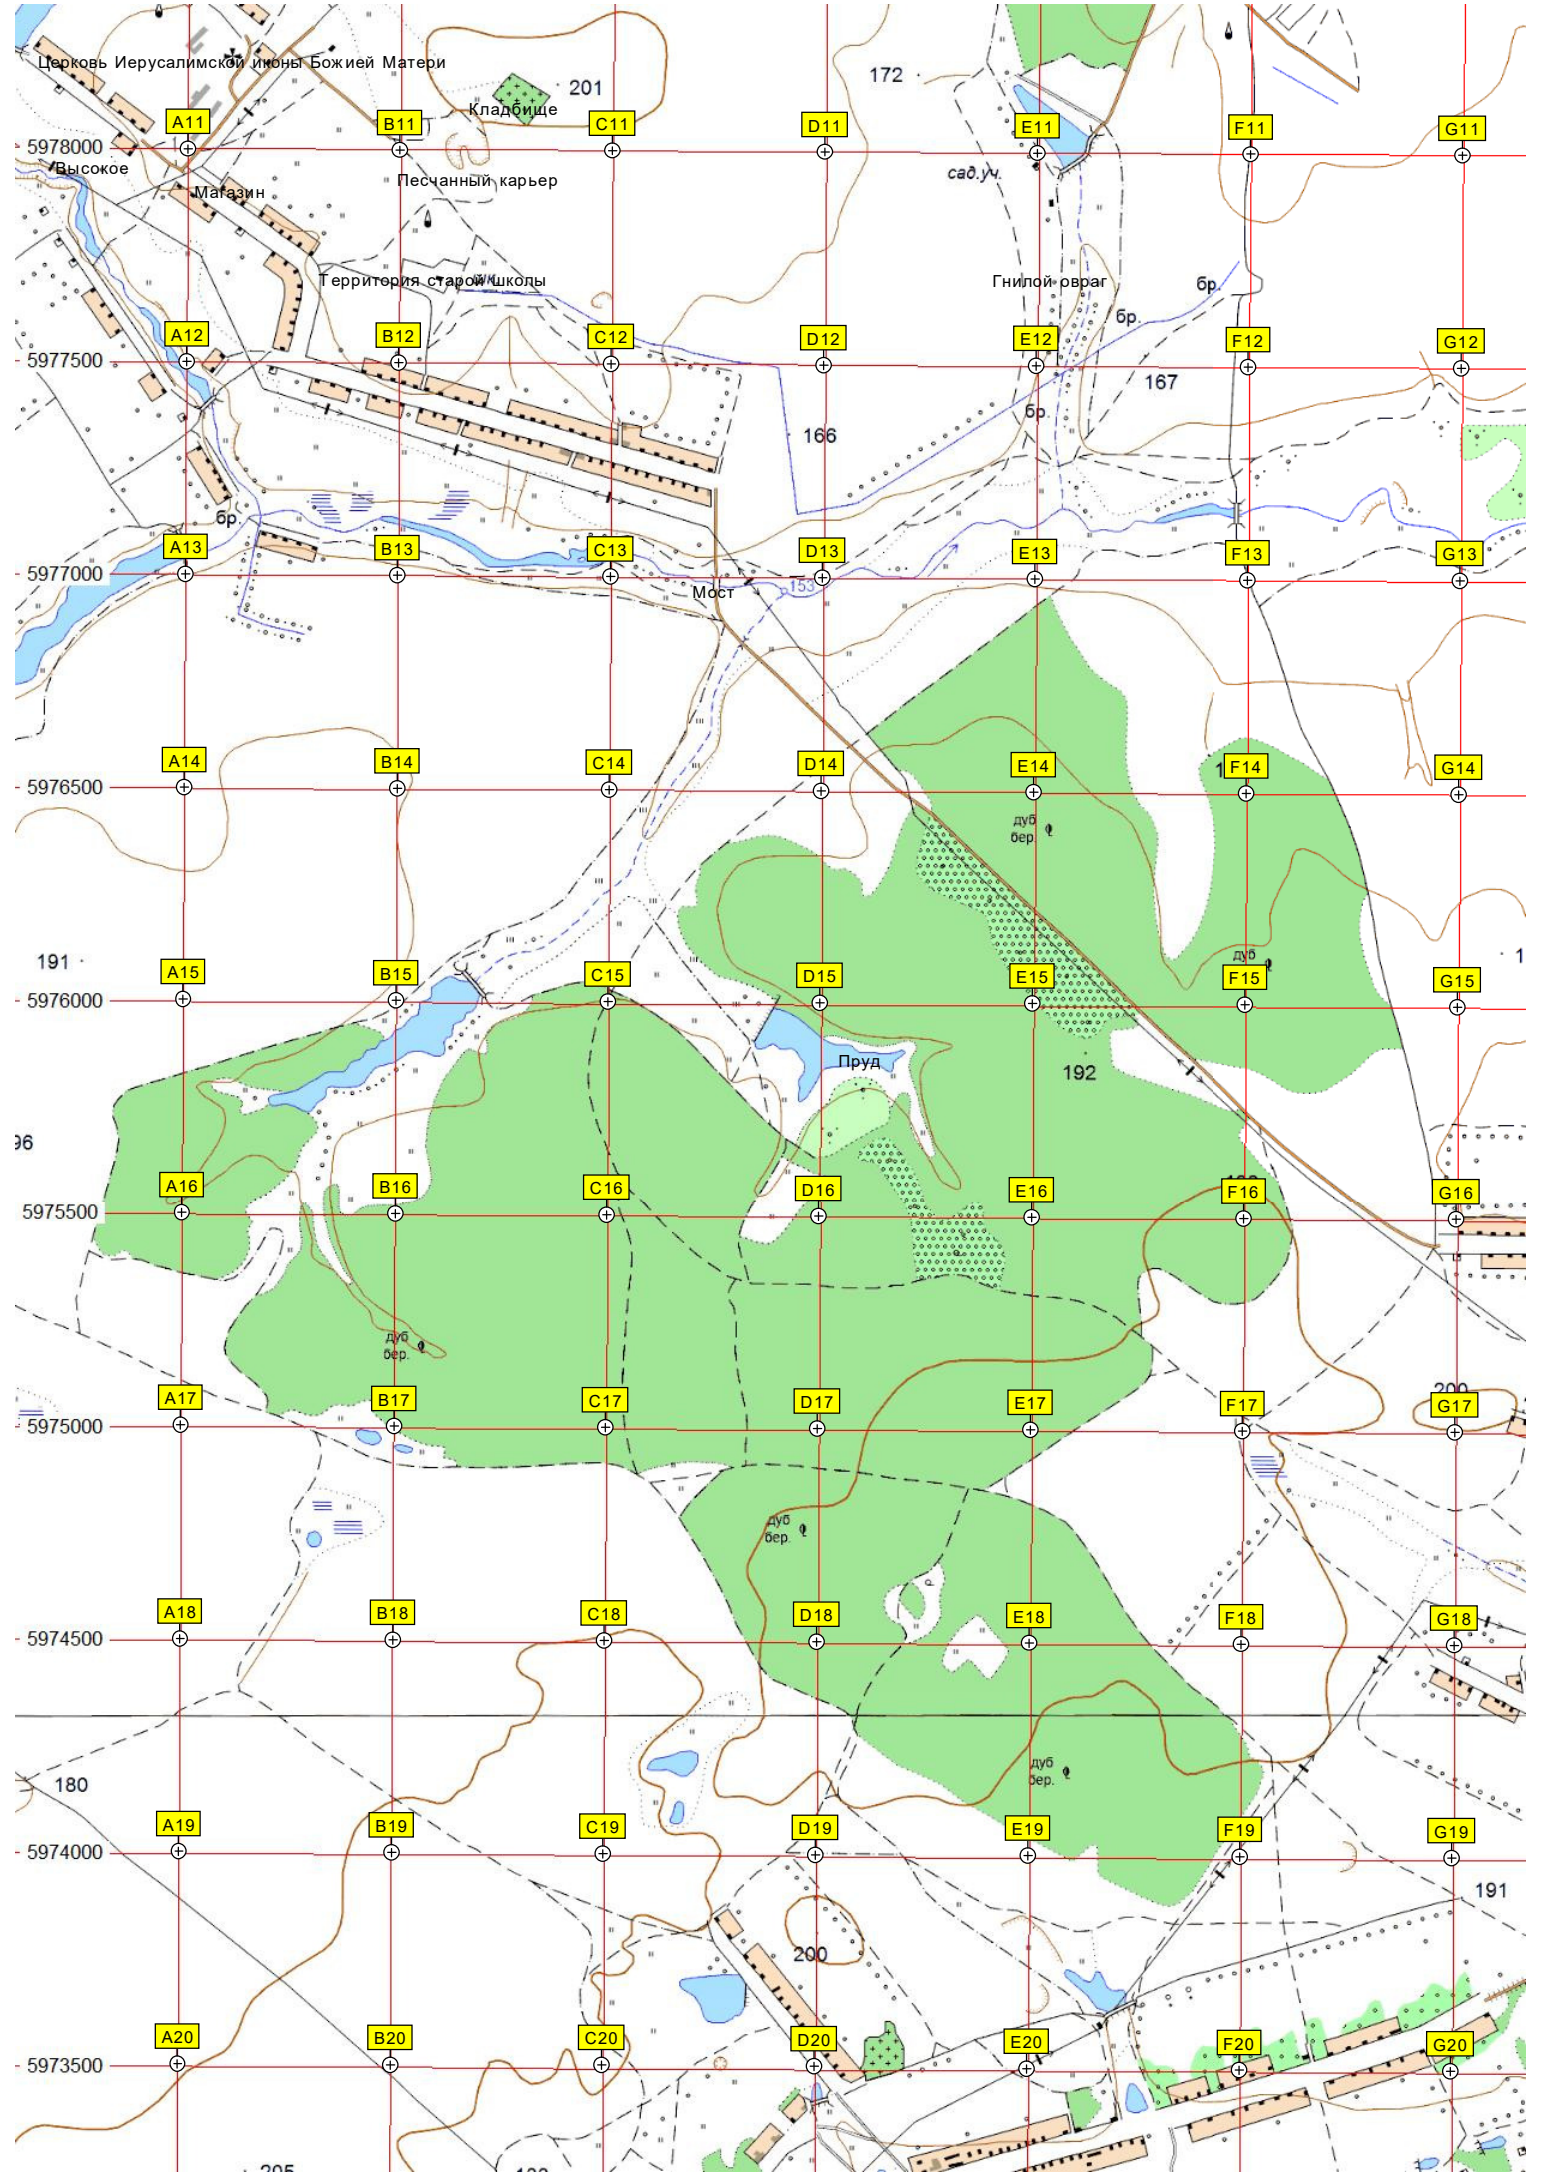 Церковь Иерусалимской иконы Божией Матери
201
172
Кладбище
A11
B11
C11
D11
E11
F11
G11
5978000
Высокое
сад.уч.
Песчанный карьер
Магазин
Территория старой школы
Гнилой овраг
бр.
бр.
A12
B12
C12
D12
E12
F12
G12
5977500
167
бр.
166
бр.
A13
B13
C13
D13
E13
F13
G13
5977000
Мост
153
A14
B14
C14
D14
E14
F14
G14
5976500
дуб
бер.
191
дуб
A15
B15
C15
D15
E15
F15
G15
5976000
Пруд
192
96
A16
B16
C16
D16
E16
F16
G16
5975500
дуб
бер.
200
A17
B17
C17
D17
E17
F17
G17
5975000
дуб
бер.
A18
B18
C18
D18
E18
F18
G18
5974500
дуб
бер.
180
A19
B19
C19
D19
E19
F19
G19
5974000
191
200
A20
B20
C20
D20
E20
F20
G20
5973500
205